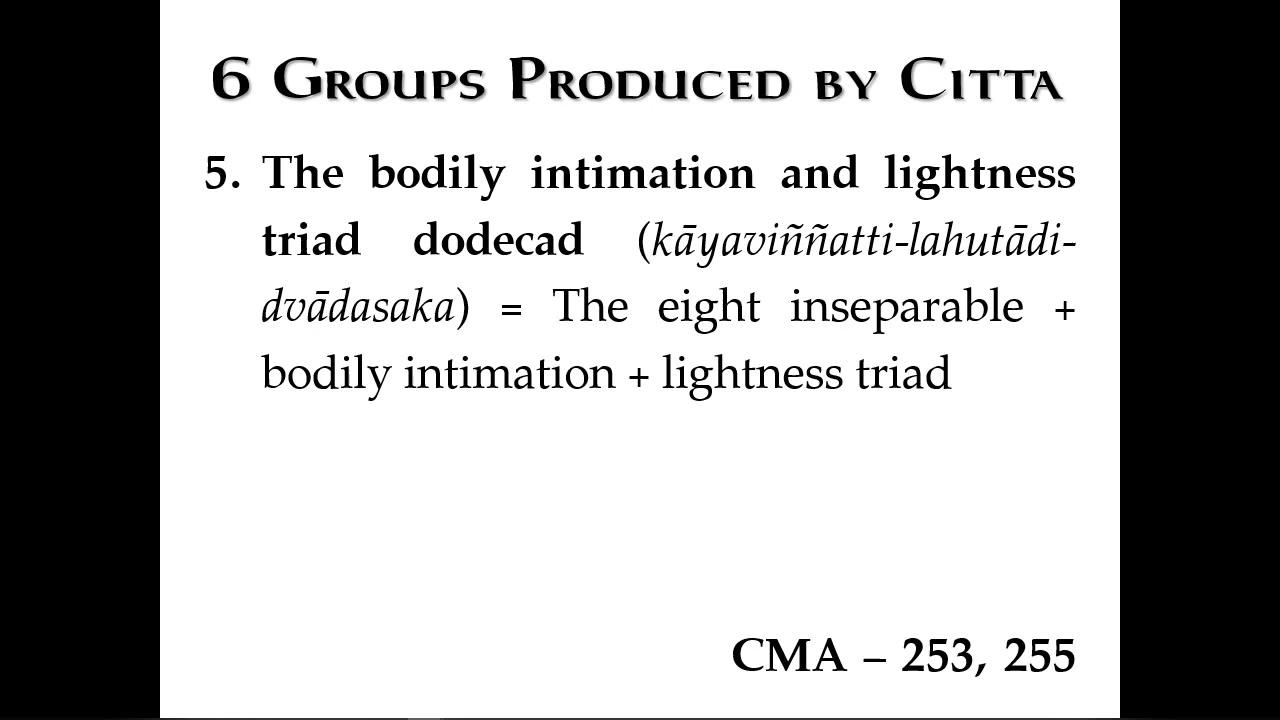 6 Groups Produced by Citta
5. The bodily intimation and lightness
triad dodecad (kāyaviññatti-lahutādi-
dvādasaka) = The eight inseparable +
bodily intimation + lightness triad
CMA – 253, 255